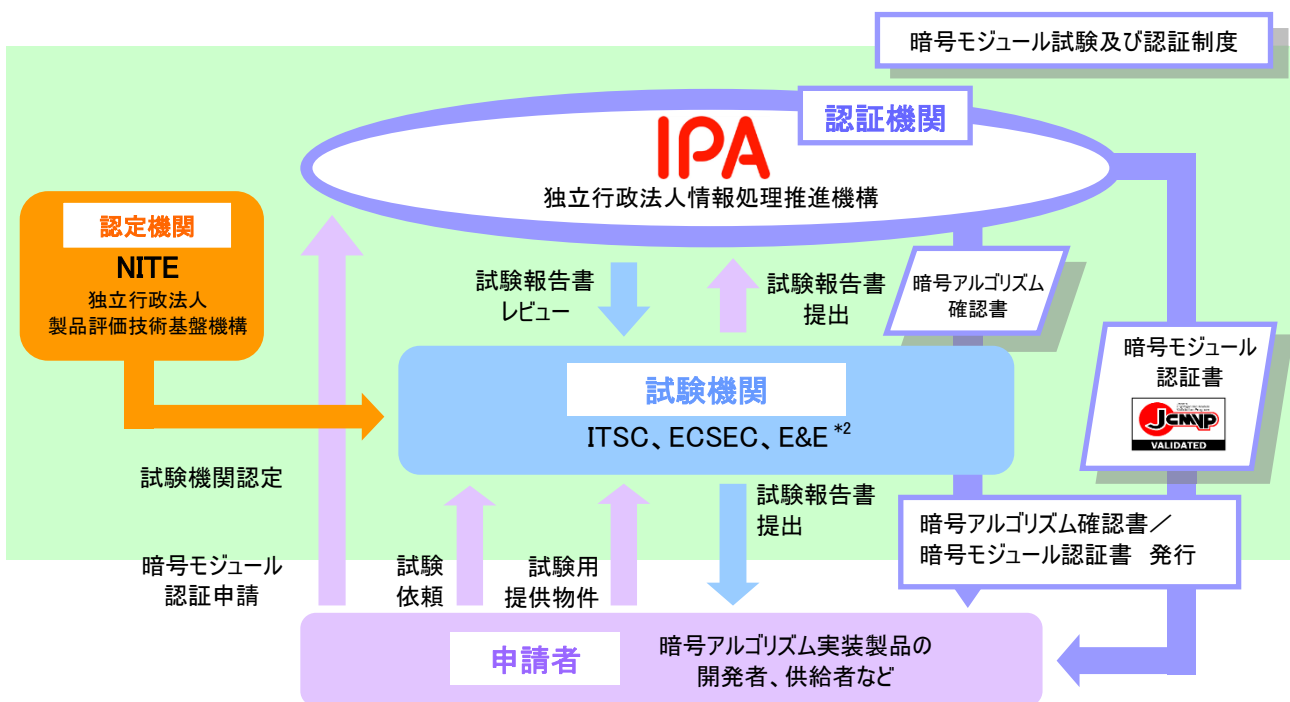 暗号モジュール試験及び認証制度
認証機関
IPA
独立行政法人情報処理推進機構
認定機関
NITE
独立行政法人
製品評価技術基盤機構
試験報告書
レビュー
試験報告書
提出
暗号アルゴリズム
確認書
暗号モジュール
認証書
JCMVP
VALIDATED
試験機関
ITSC、ECSEC、E&E *2
試験機関認定
試験報告書
提出
暗号アルゴリズム確認書／
暗号モジュール認証書 発行
暗号モジュール
認証申請
試験
依頼
試験用
提供物件
申請者
暗号アルゴリズム実装製品の
開発者、供給者など